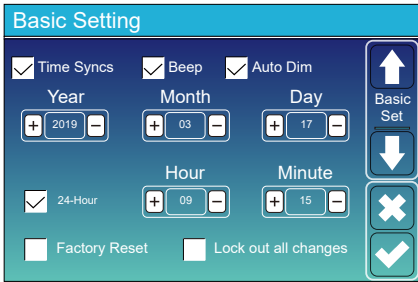 Basic Setting
Time Syncs Beep Auto Dim
Year Month Day
+ 2019 − + 03 − + 17 −
Basic
Set
Hour Minute
24-Hour + 09 − + 15 −
Factory Reset Lock out all changes